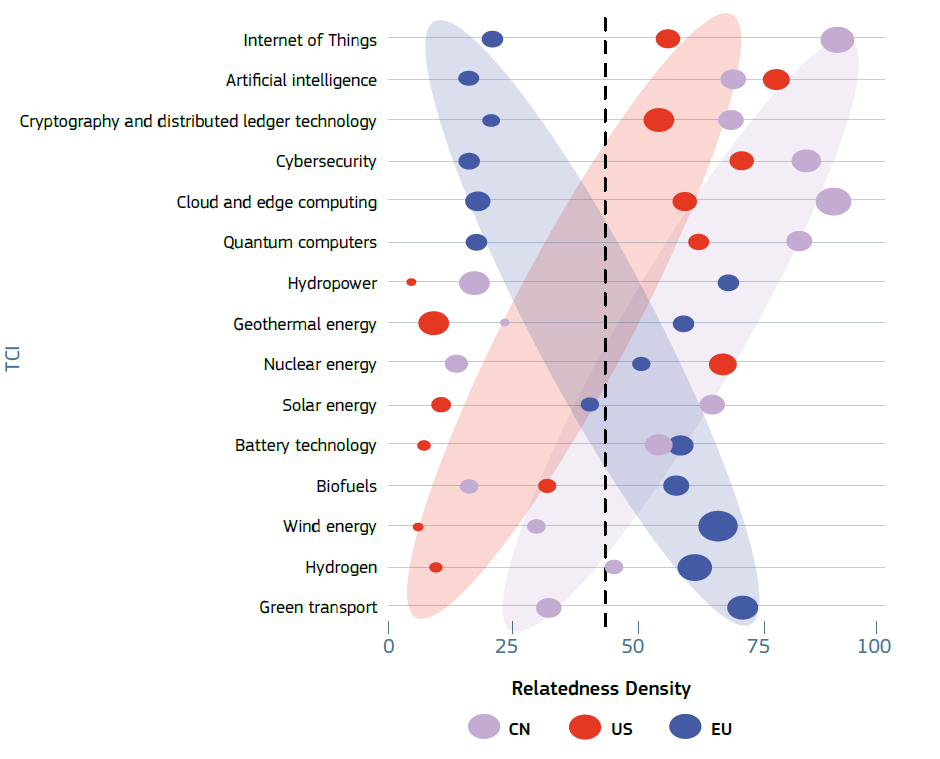 Internet of Things
Artificial intelligence
Cryptography and distributed ledger technology
Cybersecurity
Cloud and edge computing
Quantum computers
Hydropower
Geothermal energy
Nuclear energy
Solar energy
Battery technology
Biofuels
Wind energy
Hydrogen
Green transport
TCI
0 25 50 75 100
Relatedness Density
CN US EU